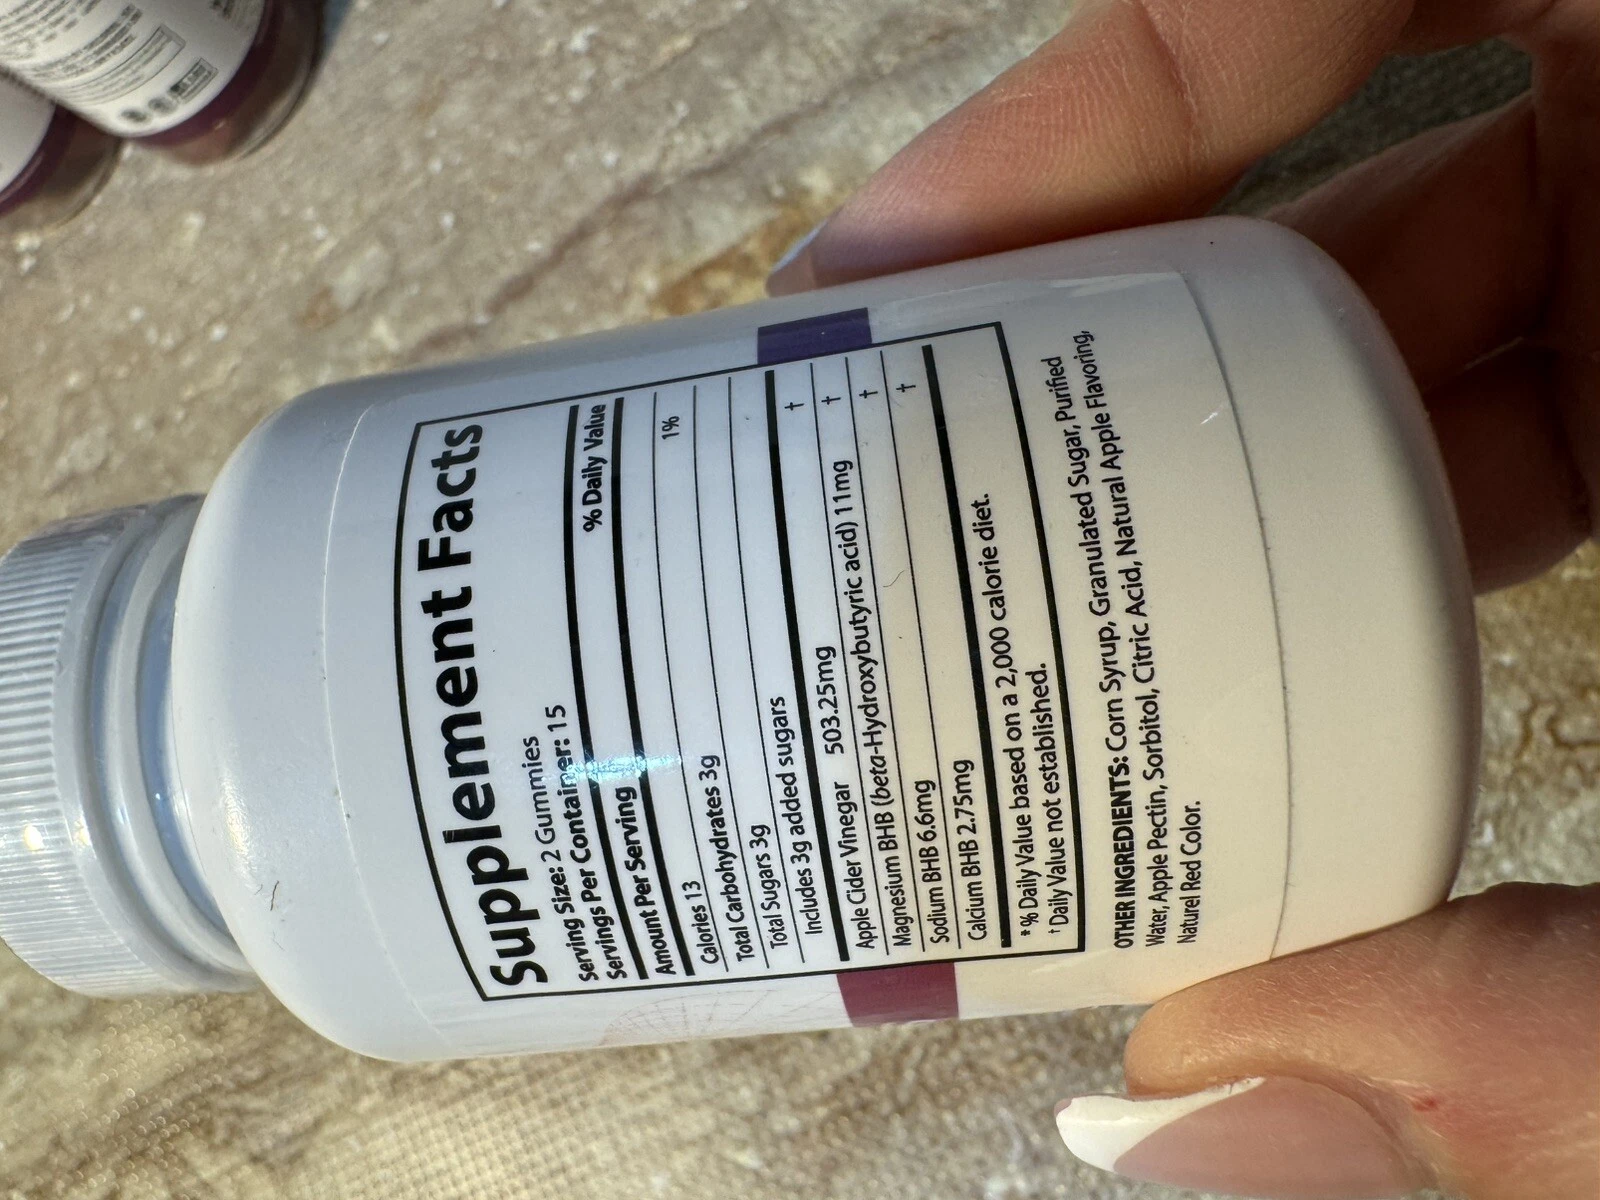 Supplement Facts
Serving Size: 2 Gummies
Servings Per Container: 15
% Daily Value
Amount Per Serving
Calories 13
Total Carbohydrates 3g 1%
Total Sugars 3g
Includes 3g added sugars
Apple Cider Vinegar 503.25mg †
Magnesium BHB (beta-Hydroxybutyric acid) 11mg †
Sodium BHB 6.6mg †
Calcium BHB 2.75mg †
* % Daily Value based on a 2,000 calorie diet.
† Daily Value not established.
OTHER INGREDIENTS: Corn Syrup, Granulated Sugar, Purified
Water, Apple Pectin, Sorbitol, Citric Acid, Natural Apple Flavoring,
Naturel Red Color.